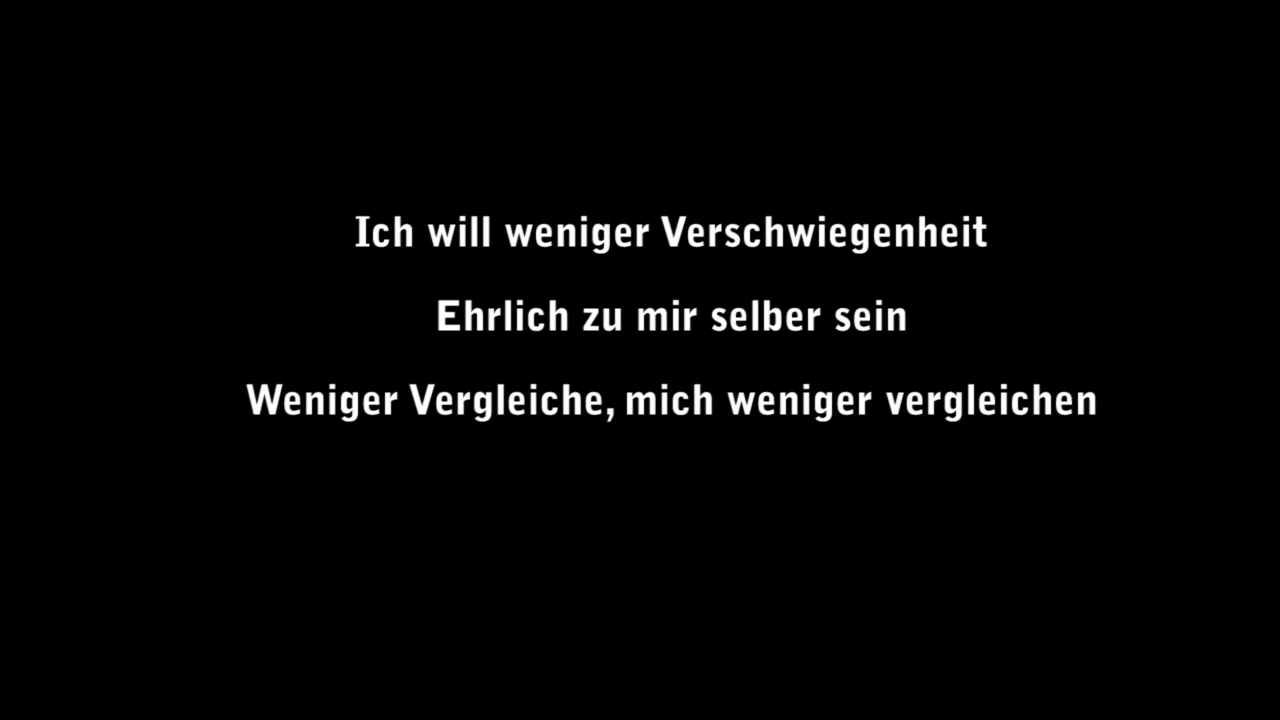 Ich will weniger Verschwiegenheit
Ehrlich zu mir selber sein
Weniger Vergleiche, mich weniger vergleichen